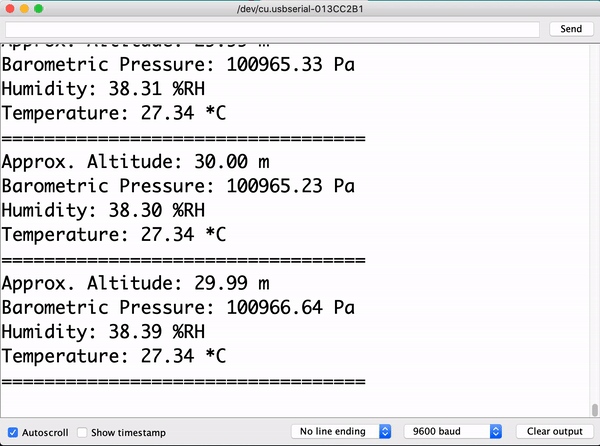 /dev/cu.usbserial-013CC2B1
Send
Approx. Altitude: 29.99 m
Barometric Pressure: 100965.33 Pa
Humidity: 38.31 %RH
Temperature: 27.34 *C
==================================
Approx. Altitude: 30.00 m
Barometric Pressure: 100965.23 Pa
Humidity: 38.30 %RH
Temperature: 27.34 *C
==================================
Approx. Altitude: 29.99 m
Barometric Pressure: 100966.64 Pa
Humidity: 38.39 %RH
Temperature: 27.34 *C
==================================
Autoscroll Show timestamp No line ending 9600 baud Clear output